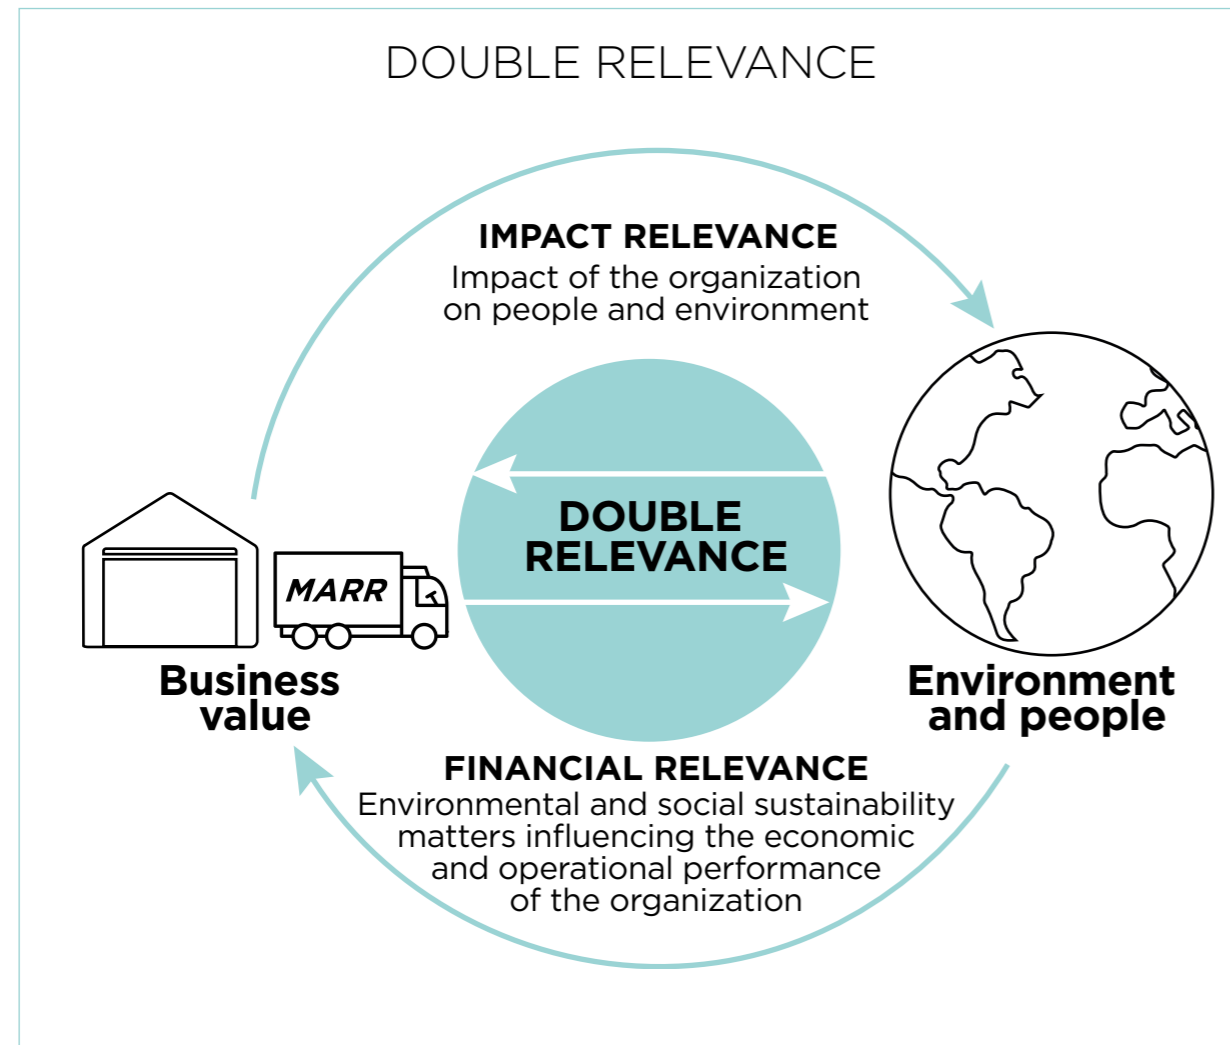 DOUBLE RELEVANCE
IMPACT RELEVANCE
Impact of the organization
on people and environment
DOUBLE
RELEVANCE
MARR
Business
value
Environment
and people
FINANCIAL RELEVANCE
Environmental and social sustainability
matters influencing the economic
and operational performance
of the organization